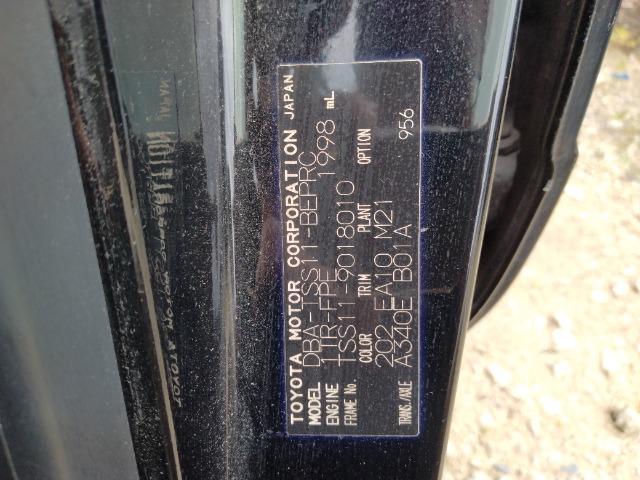 TOYOTA MOTOR CORPORATION JAPAN
MODEL DBA-TSS11-BEPRC
ENGINE 1TR-FPE 1998 mL
FRAME No. TSS11-9018010
COLOR TRIM PLANT OPTION
202 EA10 M21 956
TRANS./AXLE A340E B01A